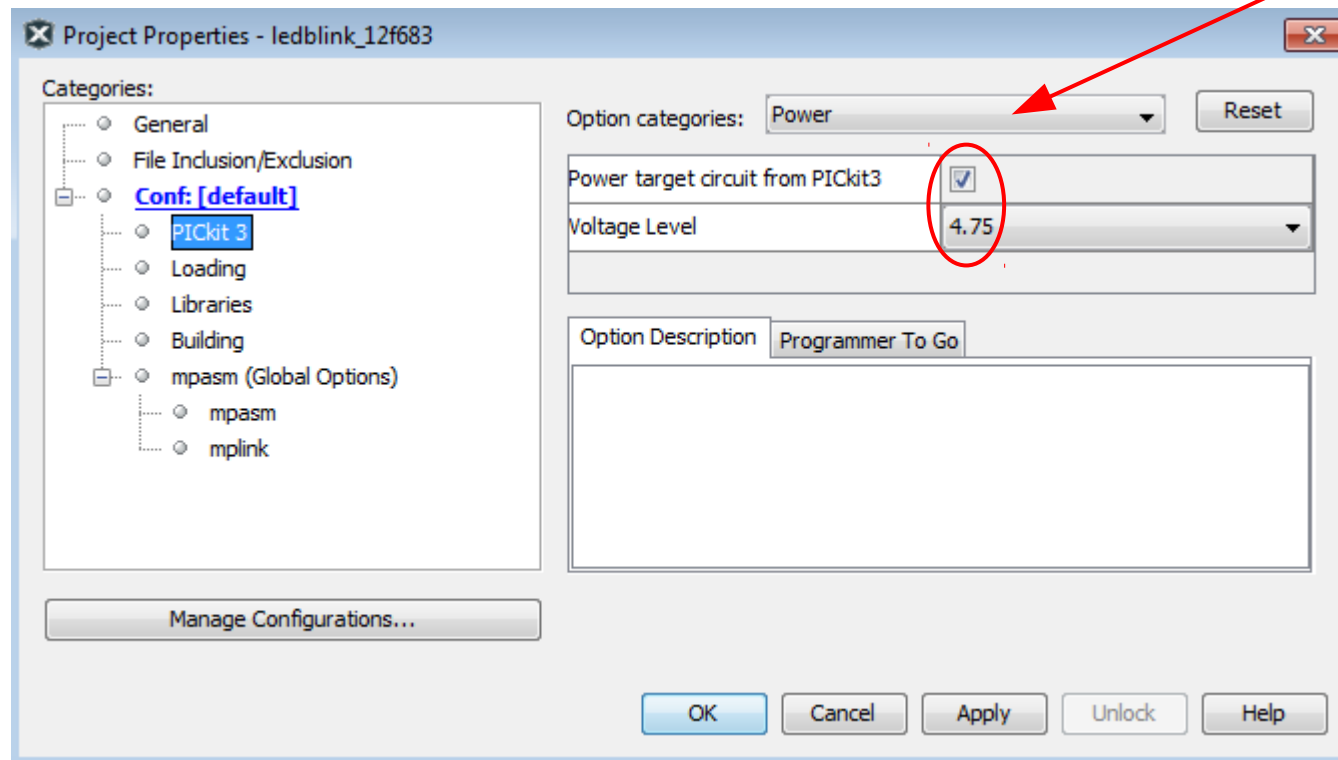 Project Properties - ledblink_12f683
Categories:
General
File Inclusion/Exclusion
Conf: [default]
PICkit 3
Loading
Libraries
Building
mpasm (Global Options)
mpasm
mplink
Manage Configurations...
Option categories: Power Reset
Power target circuit from PICkit3
Voltage Level 4.75
Option Description Programmer To Go
OK Cancel Apply Unlock Help